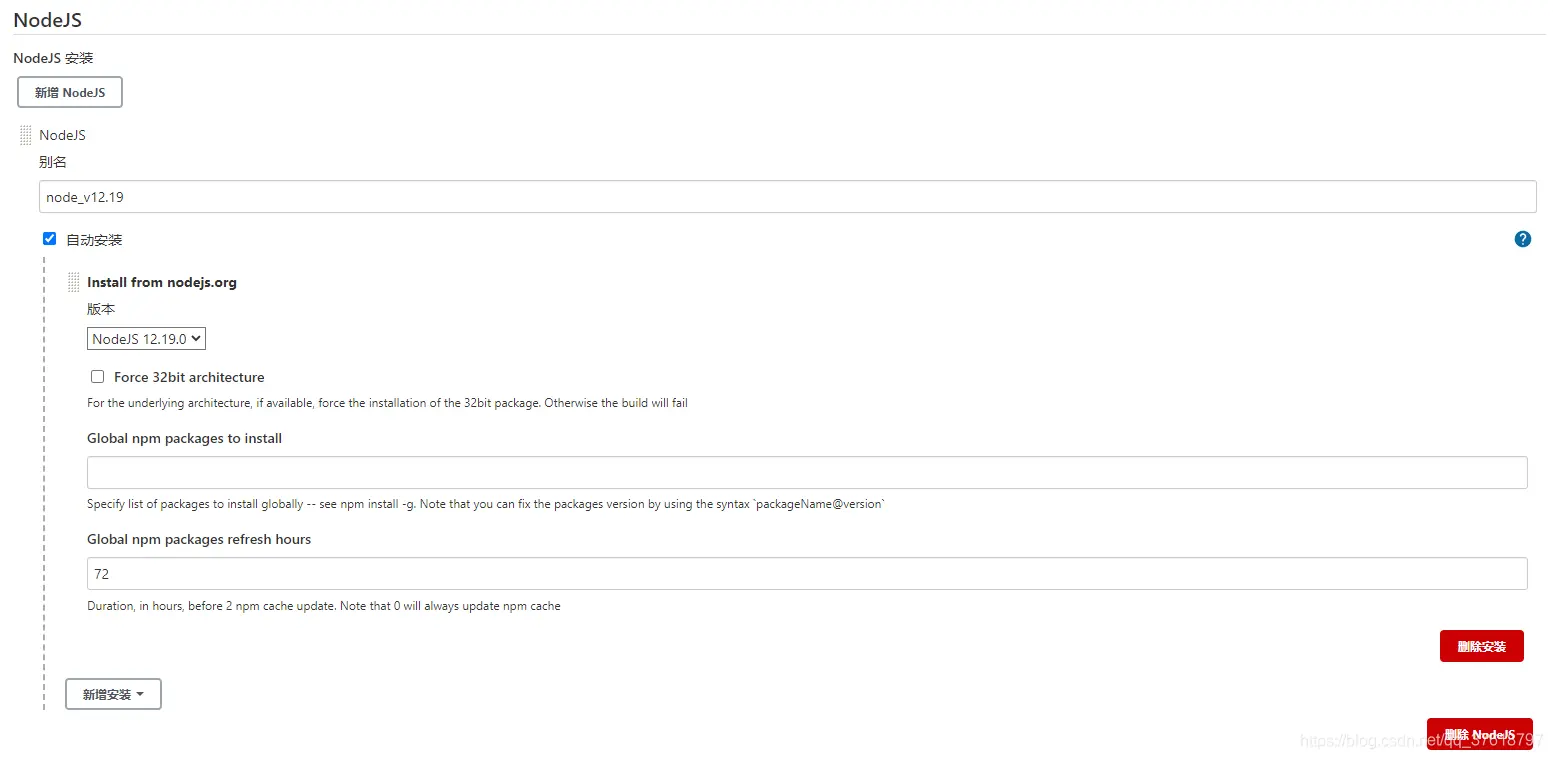 NodeJS
NodeJS 安装
新增 NodeJS
NodeJS
别名
node_v12.19
自动安装
?
Install from nodejs.org
版本
NodeJS 12.19.0
Force 32bit architecture
For the underlying architecture, if available, force the installation of the 32bit package. Otherwise the build will fail
Global npm packages to install
Specify list of packages to install globally -- see npm install -g. Note that you can fix the packages version by using the syntax `packageName@version`
Global npm packages refresh hours
72
Duration, in hours, before 2 npm cache update. Note that 0 will always update npm cache
删除安装
新增安装
删除 NodeJS
https://blog.csdn.net/qq_37618797